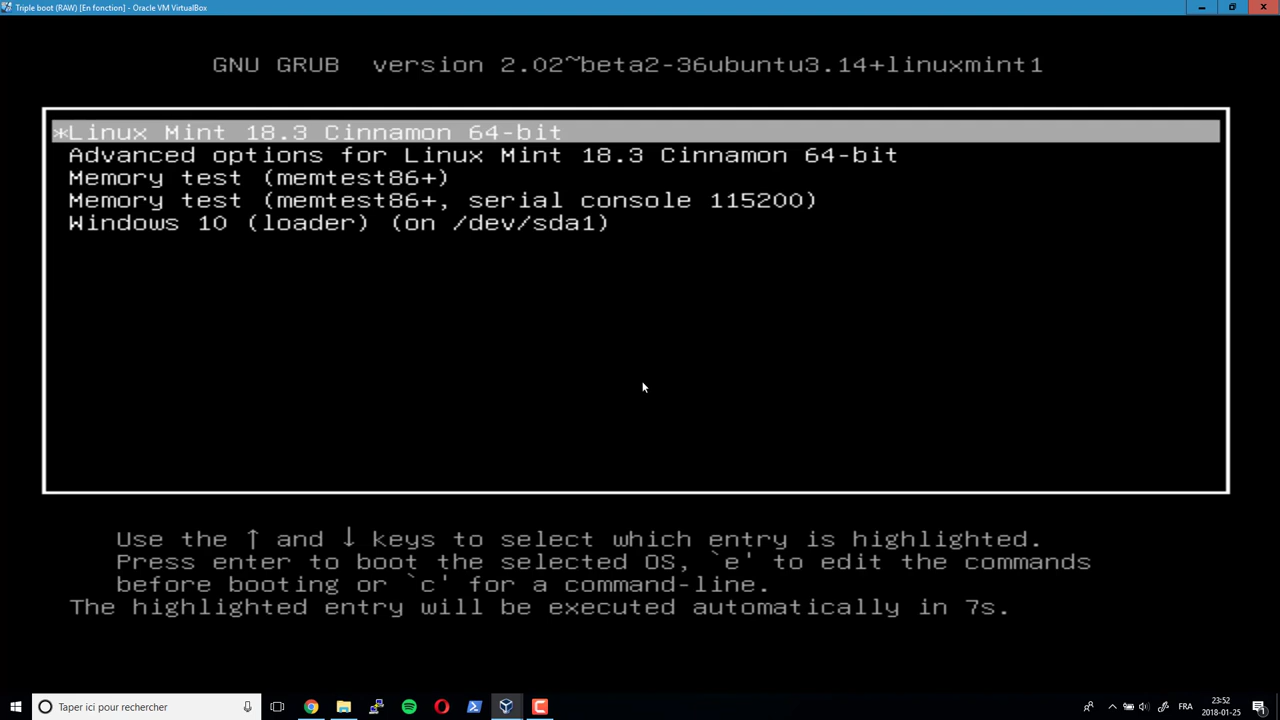 Triple boot (RAW) [En fonction] - Oracle VM VirtualBox
GNU GRUB  version 2.02~beta2-36ubuntu3.14+linuxmint1
*Linux Mint 18.3 Cinnamon 64-bit
Advanced options for Linux Mint 18.3 Cinnamon 64-bit
Memory test (memtest86+)
Memory test (memtest86+, serial console 115200)
Windows 10 (loader) (on /dev/sda1)
Use the ↑ and ↓ keys to select which entry is highlighted.
Press enter to boot the selected OS, `e' to edit the commands
before booting or `c' for a command-line.
The highlighted entry will be executed automatically in 7s.
Taper ici pour rechercher
FRA
23:52
2018-01-25
1